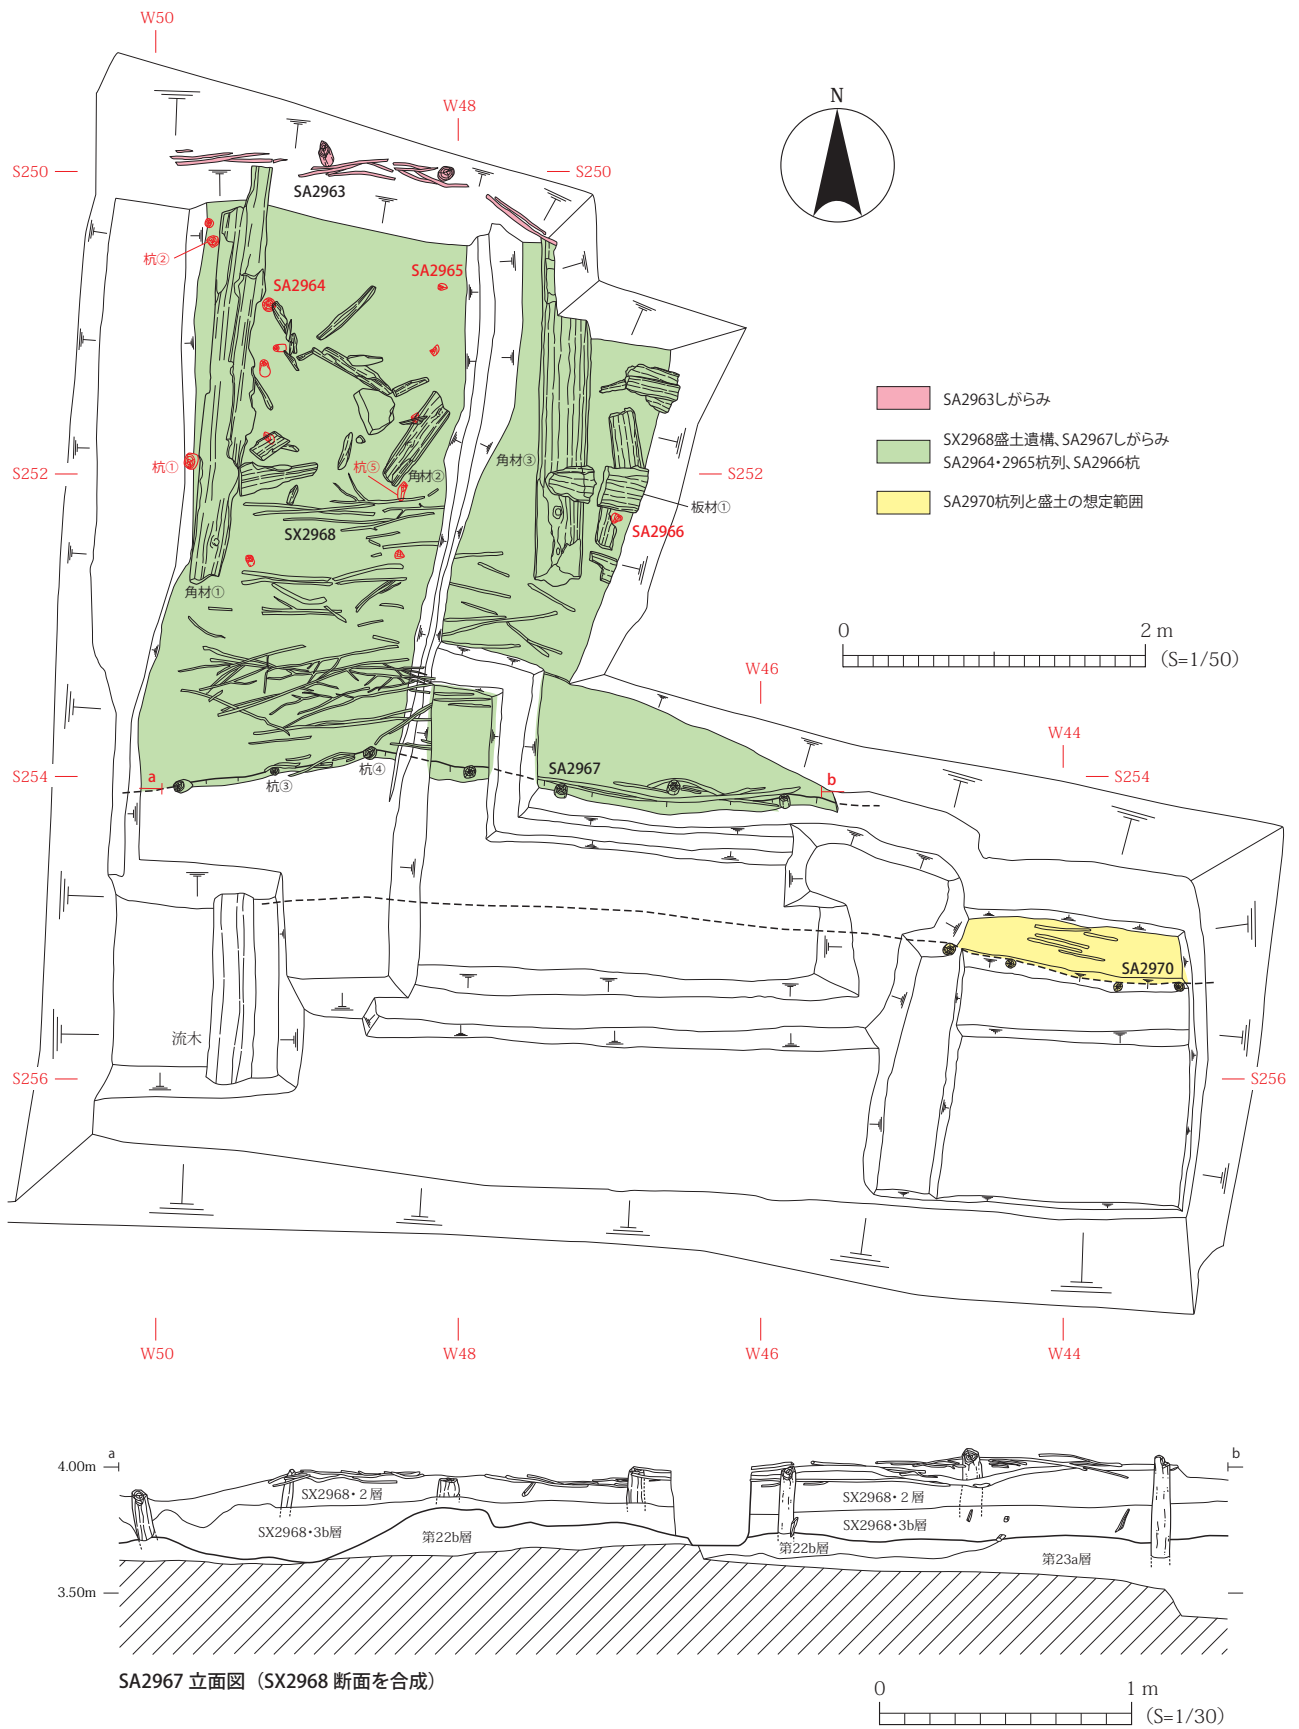 W50
W48
N
S250
S250
SA2963
杭②
SA2965
SA2964
SA2963しがらみ
SX2968盛土遺構、SA2967しがらみ
SA2964・2965杭列、SA2966杭
SA2970杭列と盛土の想定範囲
杭①
杭⑤
角材②
角材③
S252
S252
板材①
SX2968
SA2966
角材①
0 2 m
(S=1/50)
W46
W44
S254
a
杭③
杭④
SA2967
b
S254
SA2970
流木
S256
S256
W50
W48
W46
W44
a
b
4.00m
SX2968・2層
SX2968・2層
SX2968・3b層
第22b層
SX2968・3b層
第22b層
第23a層
3.50m
SA2967 立面図（SX2968 断面を合成）
0 1 m
(S=1/30)